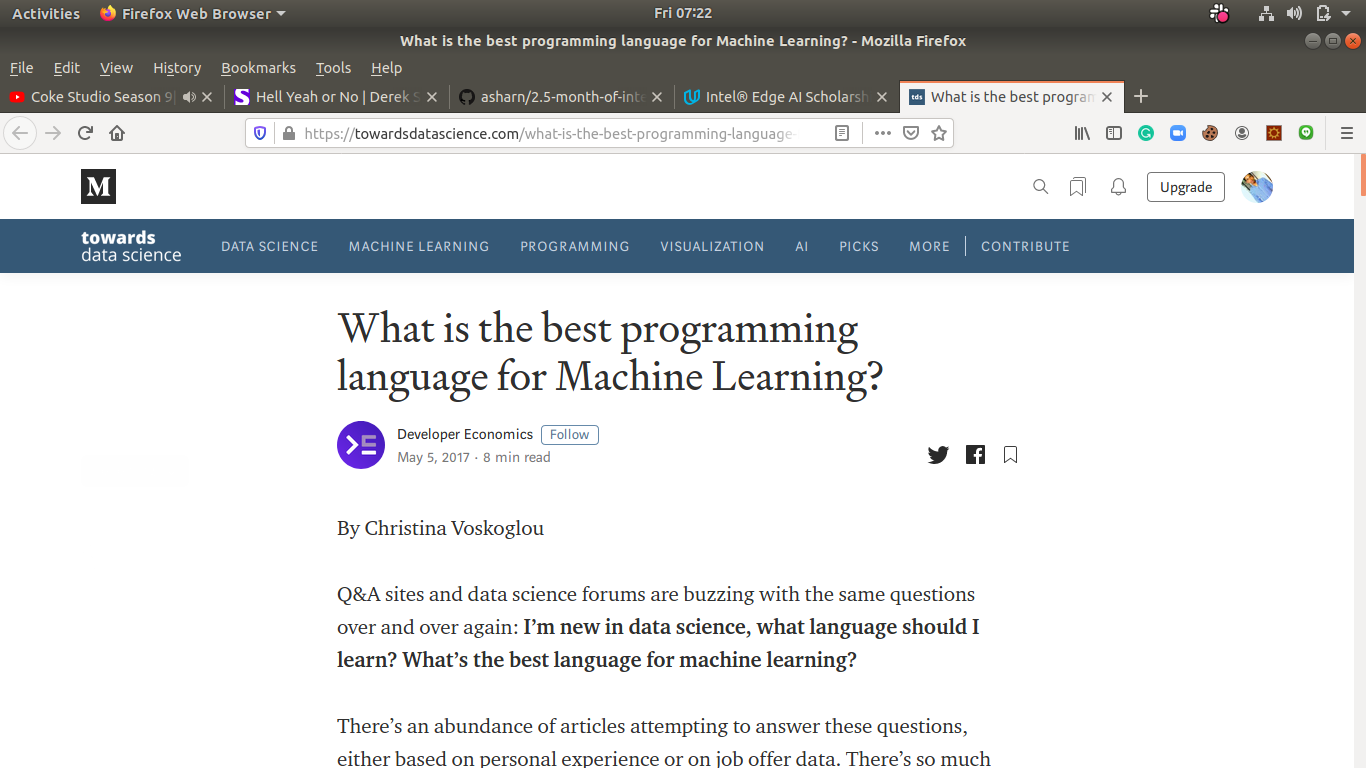 Activities Firefox Web Browser Fri 07:22
What is the best programming language for Machine Learning? - Mozilla Firefox
File Edit View History Bookmarks Tools Help
Coke Studio Season 9 Hell Yeah or No | Derek S asharn/2.5-month-of-inte Intel® Edge AI Scholarsh tds What is the best program
https://towardsdatascience.com/what-is-the-best-programming-language-
M Upgrade
towards
data science DATA SCIENCE MACHINE LEARNING PROGRAMMING VISUALIZATION AI PICKS MORE CONTRIBUTE
What is the best programming
language for Machine Learning?
Developer Economics Follow
May 5, 2017 · 8 min read
By Christina Voskoglou
Q&A sites and data science forums are buzzing with the same questions
over and over again: I’m new in data science, what language should I
learn? What’s the best language for machine learning?
There’s an abundance of articles attempting to answer these questions,
either based on personal experience or on job offer data. There’s so much